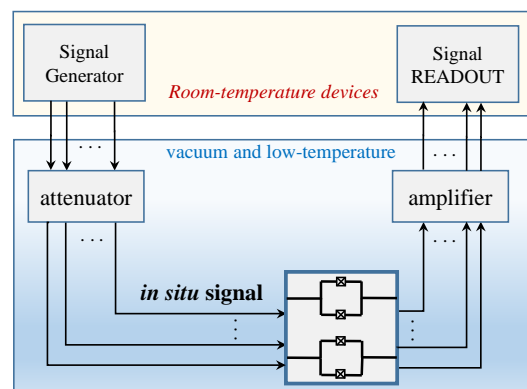 Signal
Generator
Signal
READOUT
Room-temperature devices
. . .
. . .
vacuum and low-temperature
attenuator
amplifier
. . .
. . .
in situ signal
. . .
. . .